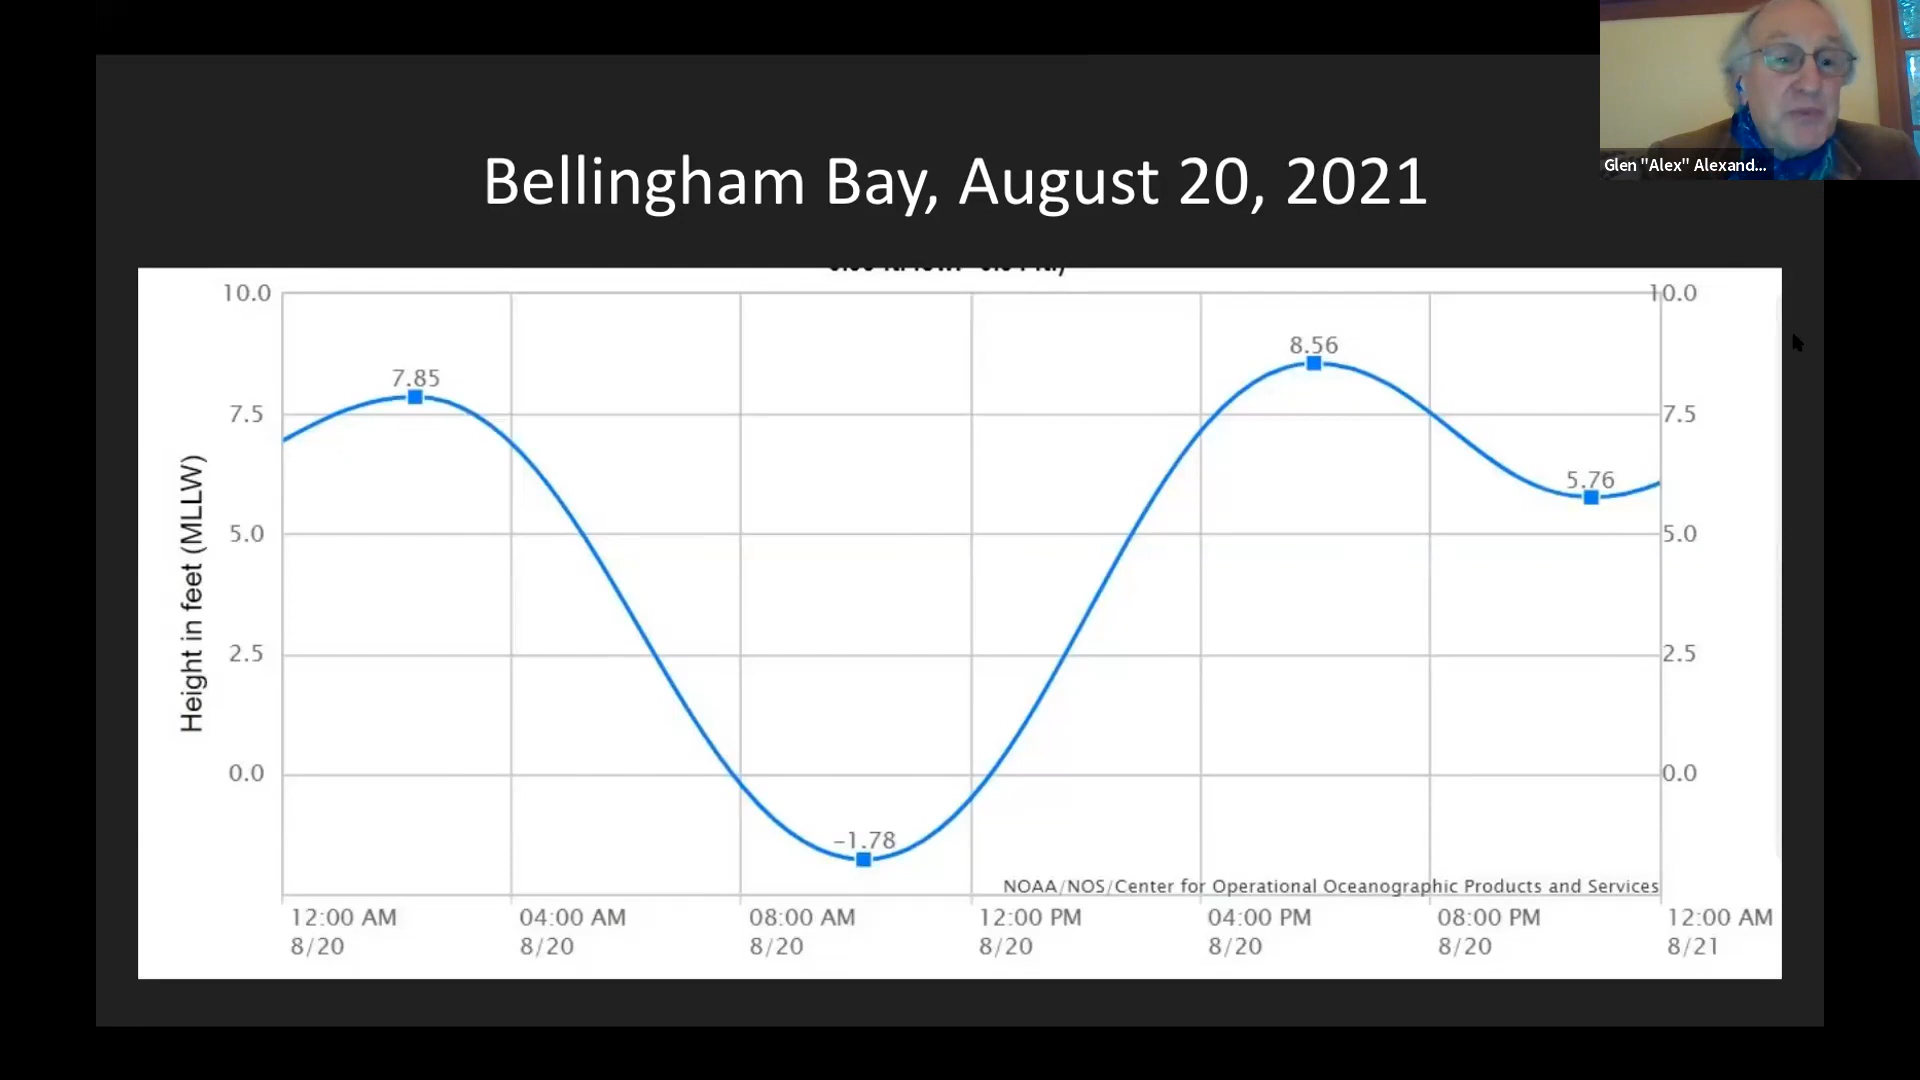 Glen "Alex" Alexand...
Bellingham Bay, August 20, 2021
10.0
10.0
8.56
7.85
7.5
7.5
5.76
5.0
5.0
Height in feet (MLLW)
2.5
2.5
0.0
0.0
-1.78
NOAA/NOS/Center for Operational Oceanographic Products and Services
12:00 AM 04:00 AM 08:00 AM 12:00 PM 04:00 PM 08:00 PM 12:00 AM
8/20 8/20 8/20 8/20 8/20 8/20 8/21